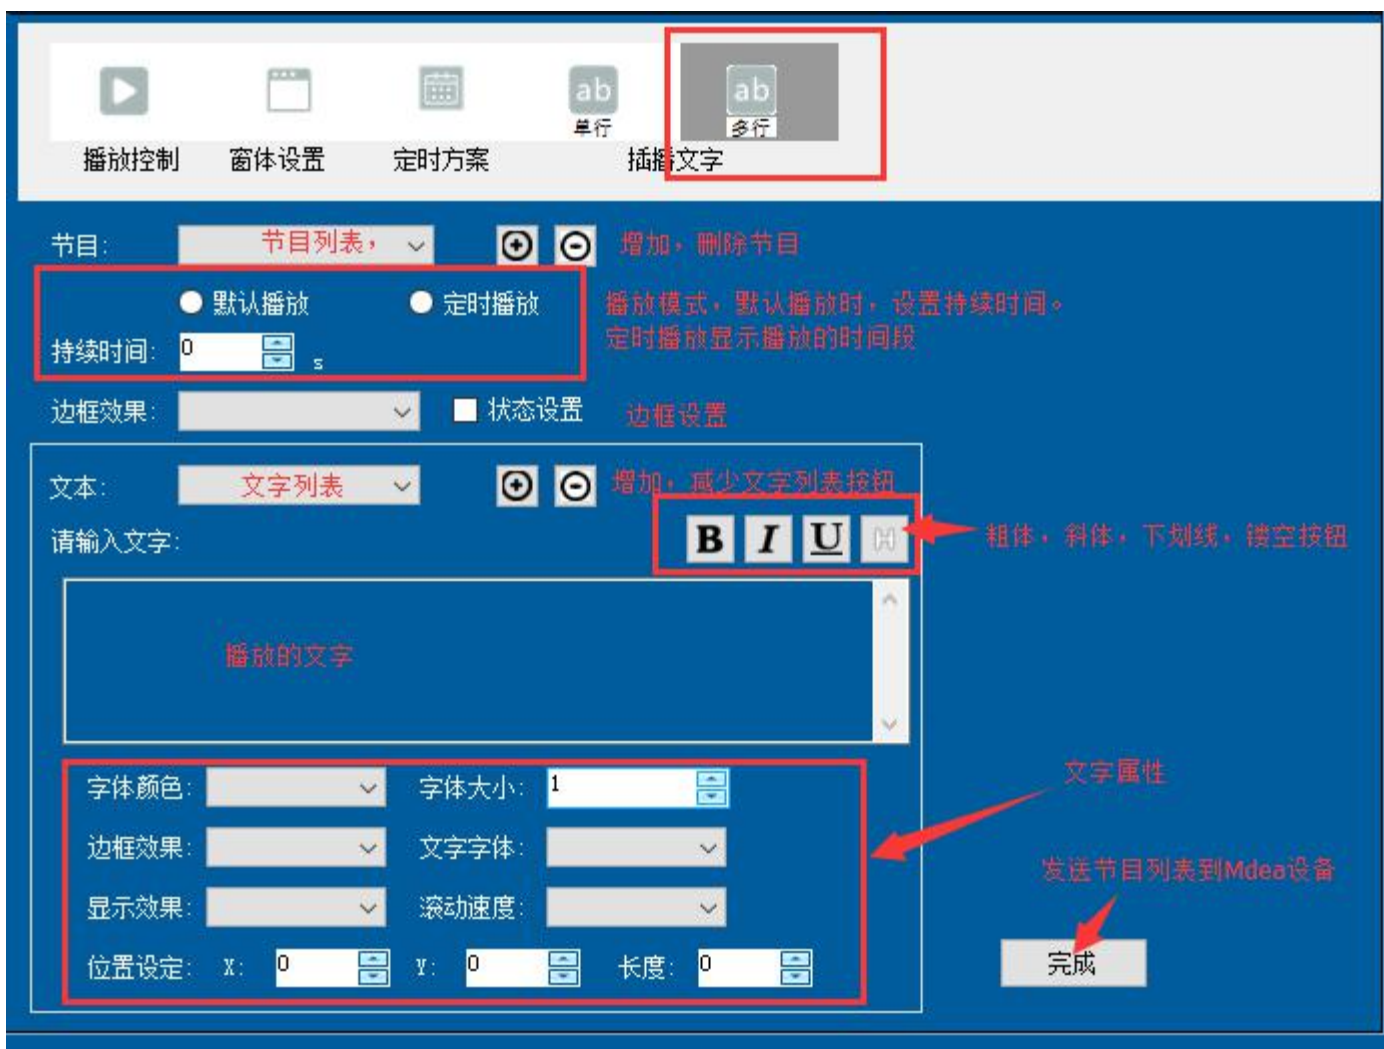 ab ab
单行 多行
播放控制 窗体设置 定时方案 插播文字
节目: 节目列表， 增加，删除节目
默认播放 定时播放 播放模式，默认播放时，设置持续时间。
持续时间: 0 s 定时播放显示播放的时间段
边框效果: 状态设置 边框设置
文本: 文字列表 增加，减少文字列表按钮
请输入文字: B I U H 粗体，斜体，下划线，镂空按钮
播放的文字
字体颜色: 字体大小: 1 文字属性
边框效果: 文字字体:
发送节目列表到Mdea设备
显示效果: 滚动速度:
位置设定: X: 0 Y: 0 长度: 0 完成